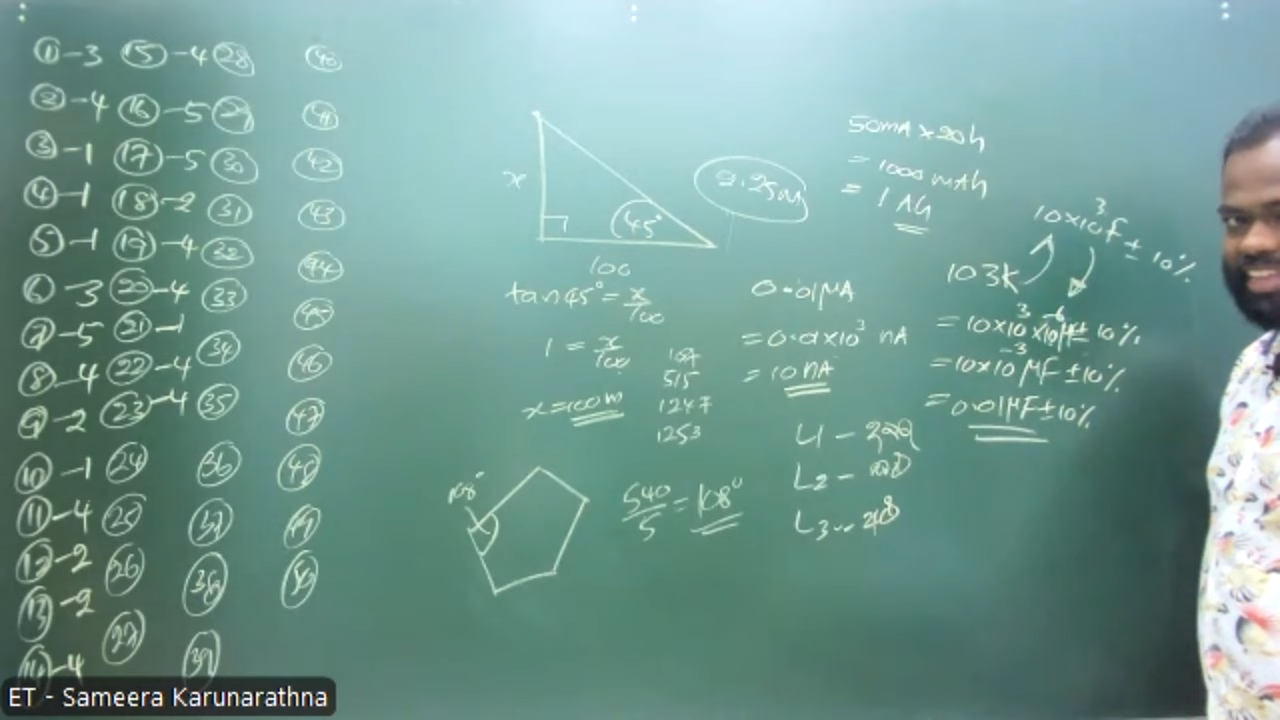 ① - 3
② - 4
③ - 1
④ - 1
⑤ - 1
⑥ - 3
⑦ - 5
⑧ - 4
⑨ - 2
⑩ - 1
⑪ - 4
⑫ - 2
⑬ - 2
⑭ - 4
⑮ - 4
⑯ - 5
⑰ - 5
⑱ - 2
⑲ - 4
⑳ - 4
㉑ - 1
㉒ - 4
㉓ - 4
㉔
㉕
㉖
㉗
㉘
㉙
㉚
㉛
㉜
㉝
㉞
㉟
㊱
㊲
㊳
㊴
㊵
㊶
㊷
㊸
㊹
㊺
㊻
㊼
㊽
㊾
㊿
x
45°
100
tan 45° = x/100
1 = x/100
x = 100m
187
515
1247
1253
108°
540/5 = 108°
50mA × 20h
= 1000 mAh
= 1 Ah
0.01μA
= 0.01×10³ nA
= 10 nA
L1 -
L2 -
L3 -
10×10³ ± 10%
103K
= 10×10³×10⁻⁶ ± 10%
= 10×10⁻³ μF ± 10%
= 0.01μF ± 10%
ET - Sameera Karunarathna